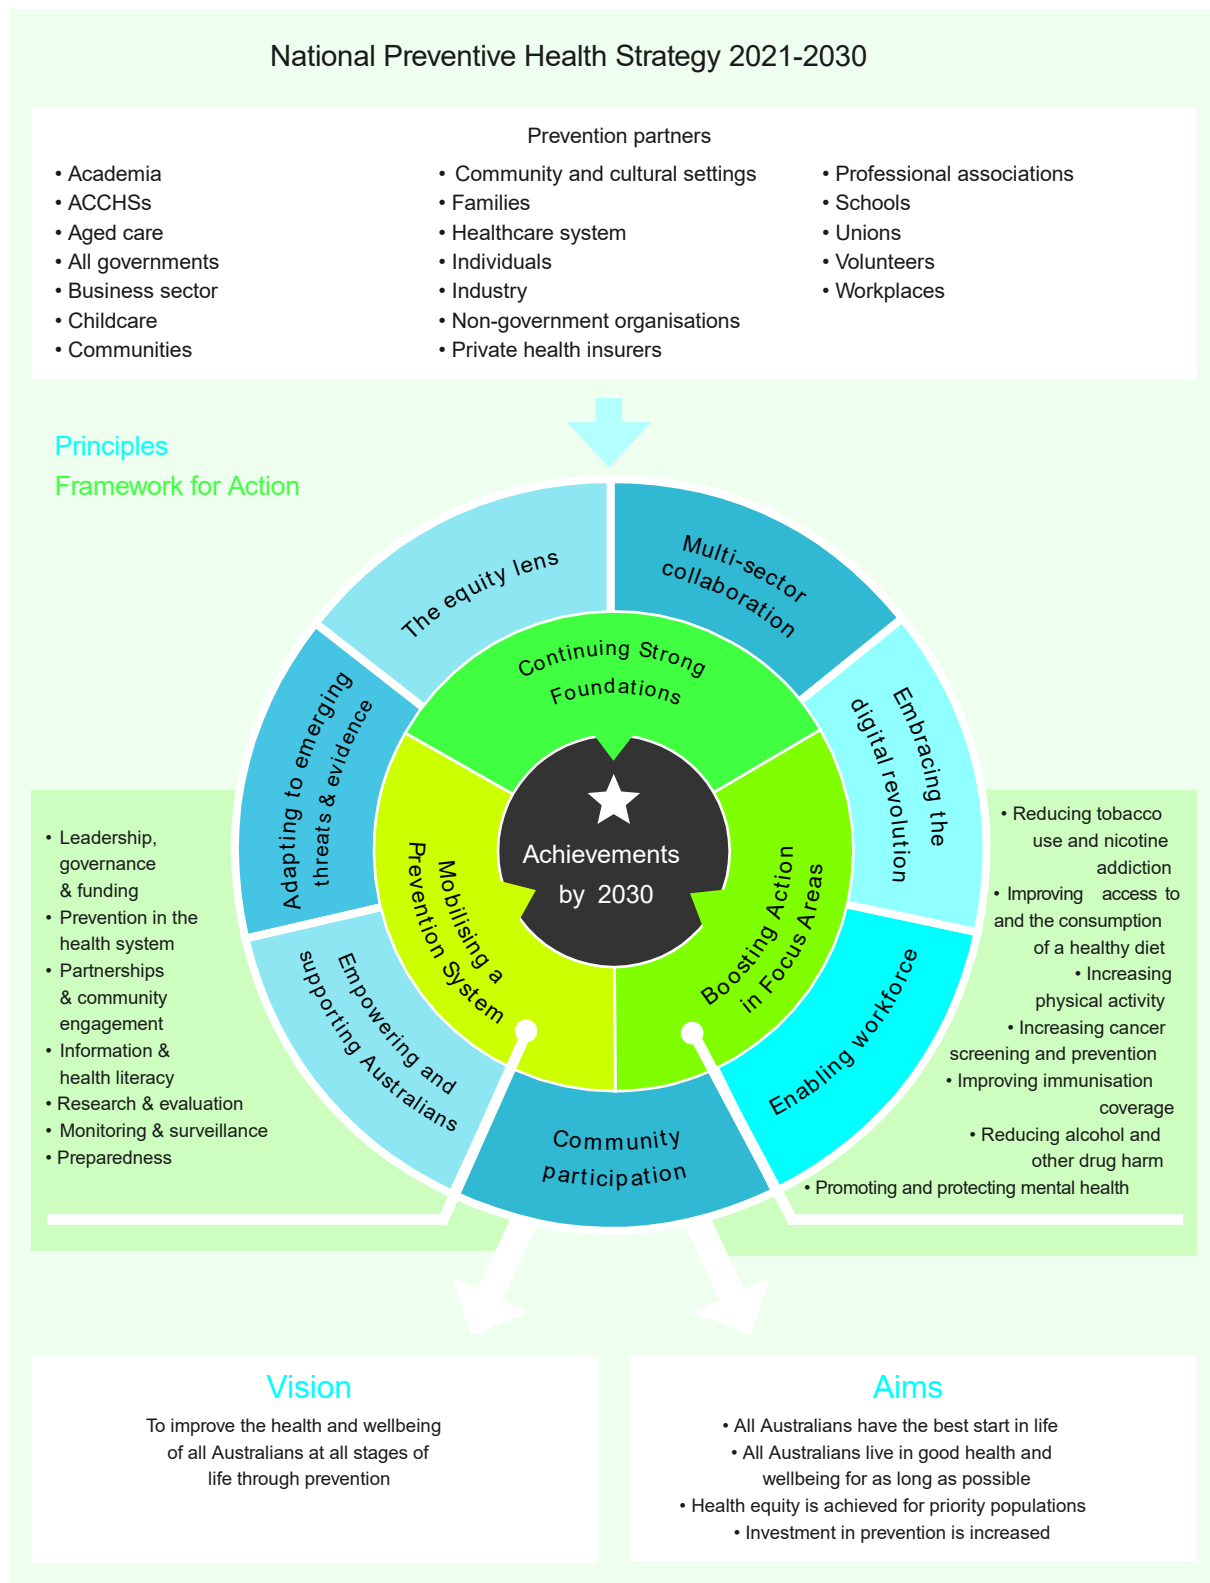 National Preventive Health Strategy 2021-2030
Prevention partners
• Academia
• ACCHSs
• Aged care
• All governments
• Business sector
• Childcare
• Communities
• Community and cultural settings
• Families
• Healthcare system
• Individuals
• Industry
• Non-government organisations
• Private health insurers
• Professional associations
• Schools
• Unions
• Volunteers
• Workplaces
Principles
Framework for Action
The equity lens
Multi-sector
collaboration
Embracing the
digital revolution
Enabling workforce
Community
participation
Empowering and
supporting Australians
Adapting to emerging
threats & evidence
Continuing Strong
Foundations
Boosting Action
in Focus Areas
Mobilising a
Prevention System
Achievements
by 2030
• Leadership,
governance
& funding
• Prevention in the
health system
• Partnerships
& community
engagement
• Information &
health literacy
• Research & evaluation
• Monitoring & surveillance
• Preparedness
• Reducing tobacco
use and nicotine
addiction
• Improving access to
and the consumption
of a healthy diet
• Increasing
physical activity
• Increasing cancer
screening and prevention
• Improving immunisation
coverage
• Reducing alcohol and
other drug harm
• Promoting and protecting mental health
Vision
To improve the health and wellbeing
of all Australians at all stages of
life through prevention
Aims
• All Australians have the best start in life
• All Australians live in good health and
wellbeing for as long as possible
• Health equity is achieved for priority populations
• Investment in prevention is increased